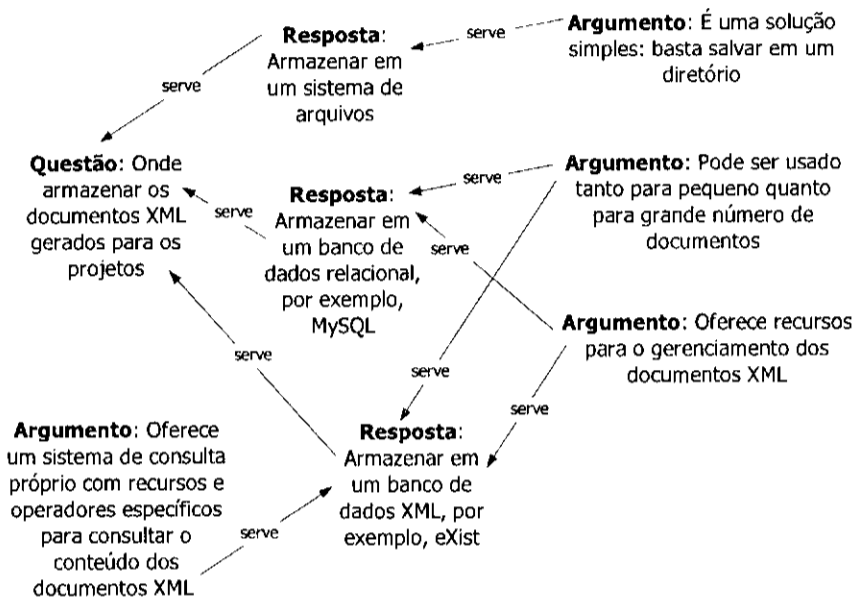 Resposta:
Armazenar em
um sistema de
arquivos
serve
Argumento: É uma solução
simples: basta salvar em um
diretório
serve
Questão: Onde
armazenar os
documentos XML
gerados para os
projetos
serve
Resposta:
Armazenar em
um banco de
dados relacional,
por exemplo,
MySQL
serve
serve
Argumento: Pode ser usado
tanto para pequeno quanto
para grande número de
documentos
Argumento: Oferece recursos
para o gerenciamento dos
documentos XML
serve
serve
serve
Argumento: Oferece
um sistema de consulta
próprio com recursos e
operadores específicos
para consultar o
conteúdo dos
documentos XML
serve
Resposta:
Armazenar em
um banco de
dados XML, por
exemplo, eXist